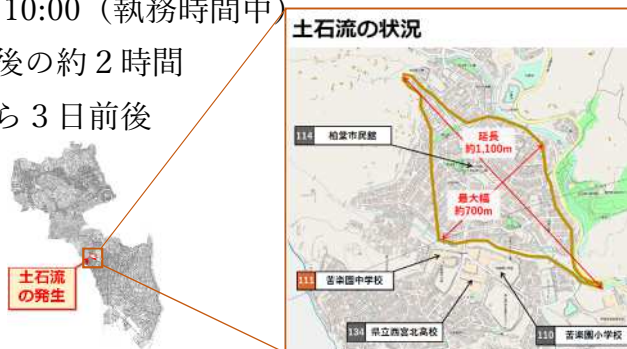 10:00（執務時間中）
後の約２時間
ら３日前後
土石流
の発生
土石流の状況
114 柏堂市民館
延長
約1,100m
最大幅
約700m
111 苦楽園中学校
134 県立西宮北高校
110 苦楽園小学校